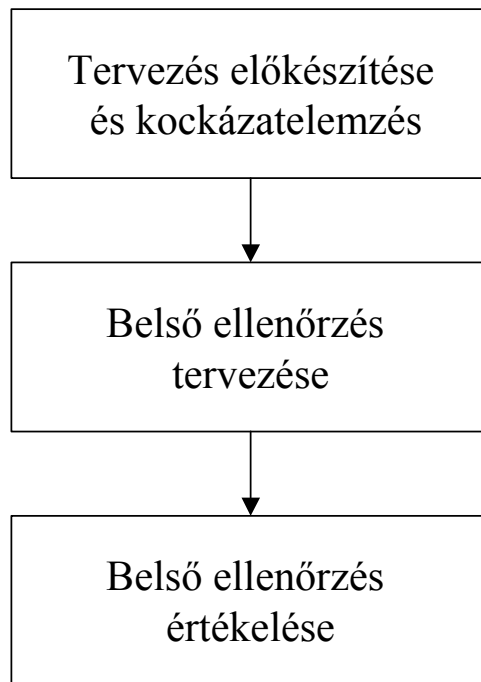 Tervezés előkészítése
és kockázatelemzés
Belső ellenőrzés
tervezése
Belső ellenőrzés
értékelése